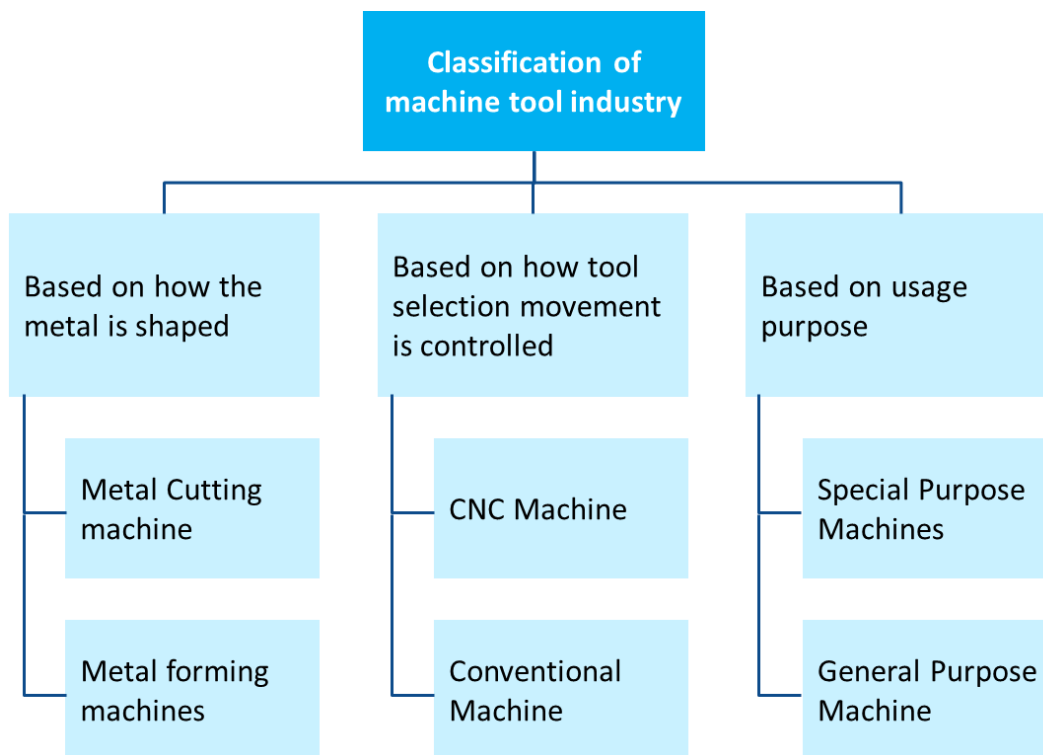 Classification of
machine tool industry
Based on how the
metal is shaped
Metal Cutting
machine
Metal forming
machines
Based on how tool
selection movement
is controlled
CNC Machine
Conventional
Machine
Based on usage
purpose
Special Purpose
Machines
General Purpose
Machine